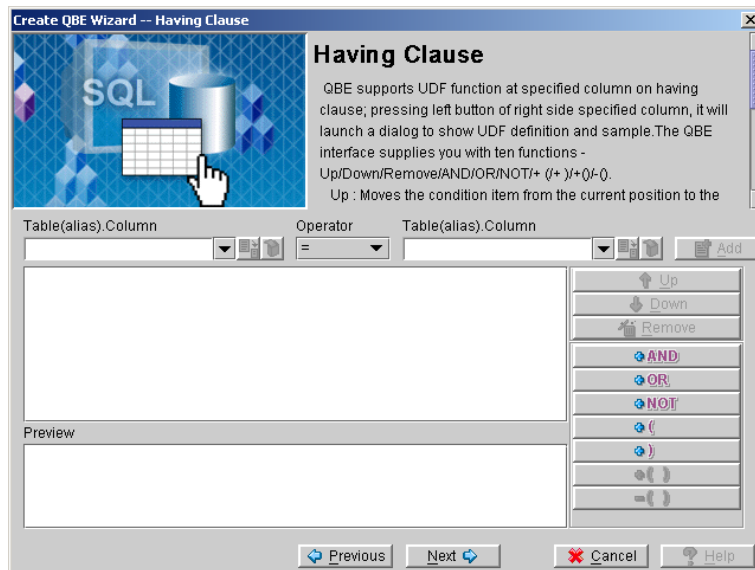 Create QBE Wizard -- Having Clause
SQL
Having Clause
QBE supports UDF function at specified column on having
clause; pressing left button of right side specified column, it will
launch a dialog to show UDF definition and sample.The QBE
interface supplies you with ten functions -
Up/Down/Remove/AND/OR/NOT/+ (/+ )/+()/-().
Up : Moves the condition item from the current position to the
Table(alias).Column Operator Table(alias).Column
= Add
Up
Down
Remove
AND
OR
NOT
(
)
( )
( )
Preview
Previous Next Cancel Help